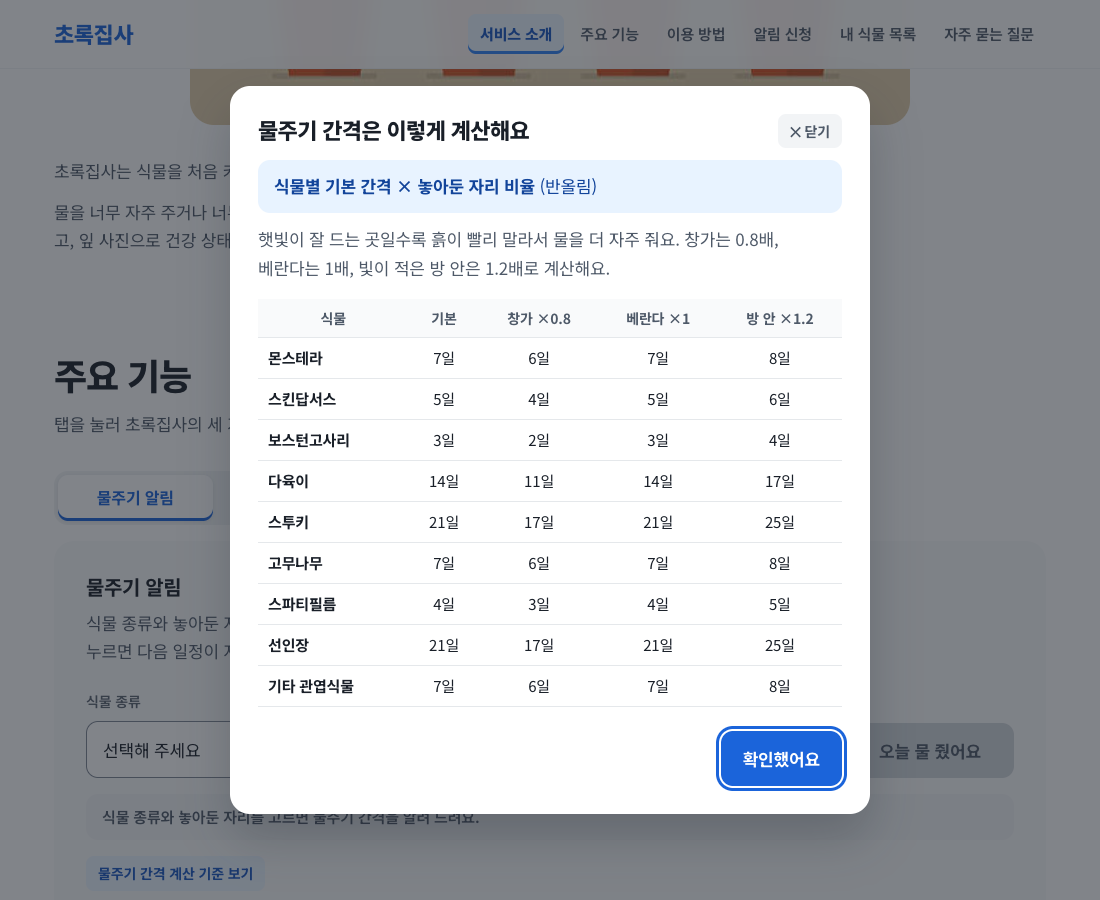 초록집사
서비스 소개
주요 기능
이용 방법
알림 신청
내 식물 목록
자주 묻는 질문
초록집사는 식물을 처음
물을 너무 자주 주거나
고, 잎 사진으로 건강 상태
주요 기능
탭을 눌러 초록집사의 세
물주기 알림
물주기 알림
식물 종류와 놓아둔
누르면 다음 일정이
식물 종류
선택해 주세요
오늘 물 줬어요
식물 종류와 놓아둔 자리를 고르면 물주기 간격을 알려 드려요.
물주기 간격 계산 기준 보기
물주기 간격은 이렇게 계산해요
× 닫기
식물별 기본 간격 × 놓아둔 자리 비율 (반올림)
햇빛이 잘 드는 곳일수록 흙이 빨리 말라서 물을 더 자주 줘요. 창가는 0.8배,
베란다는 1배, 빛이 적은 방 안은 1.2배로 계산해요.
식물 기본 창가 ×0.8 베란다 ×1 방 안 ×1.2
몬스테라 7일 6일 7일 8일
스킨답서스 5일 4일 5일 6일
보스턴고사리 3일 2일 3일 4일
다육이 14일 11일 14일 17일
스투키 21일 17일 21일 25일
고무나무 7일 6일 7일 8일
스파티필름 4일 3일 4일 5일
선인장 21일 17일 21일 25일
기타 관엽식물 7일 6일 7일 8일
확인했어요